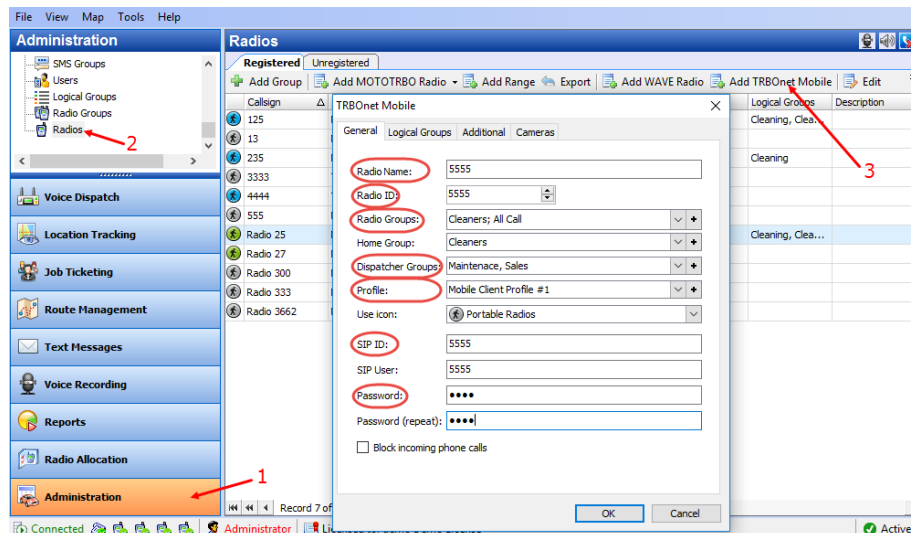 File View Map Tools Help
Administration
SMS Groups
Users
Logical Groups
Radio Groups
Radios
2
Voice Dispatch
Location Tracking
Job Ticketing
Route Management
Text Messages
Voice Recording
Reports
Radio Allocation
Administration
1
Radios
Registered Unregistered
Add Group Add MOTOTRBO Radio Add Range Export Add WAVE Radio Add TRBOnet Mobile Edit
Callsign Logical Groups Description
125 Cleaning, Clea...
13
235 Cleaning
3333
4444
555
Radio 25 Cleaning, Clea...
Radio 27
Radio 300
Radio 333
Radio 3662
3
TRBOnet Mobile
General Logical Groups Additional Cameras
Radio Name: 5555
Radio ID: 5555
Radio Groups: Cleaners; All Call
Home Group: Cleaners
Dispatcher Groups: Maintenace, Sales
Profile: Mobile Client Profile #1
Use icon: Portable Radios
SIP ID: 5555
SIP User: 5555
Password: ••••
Password (repeat): ••••
Block incoming phone calls
OK Cancel
Record 7 of
Connected Administrator Active